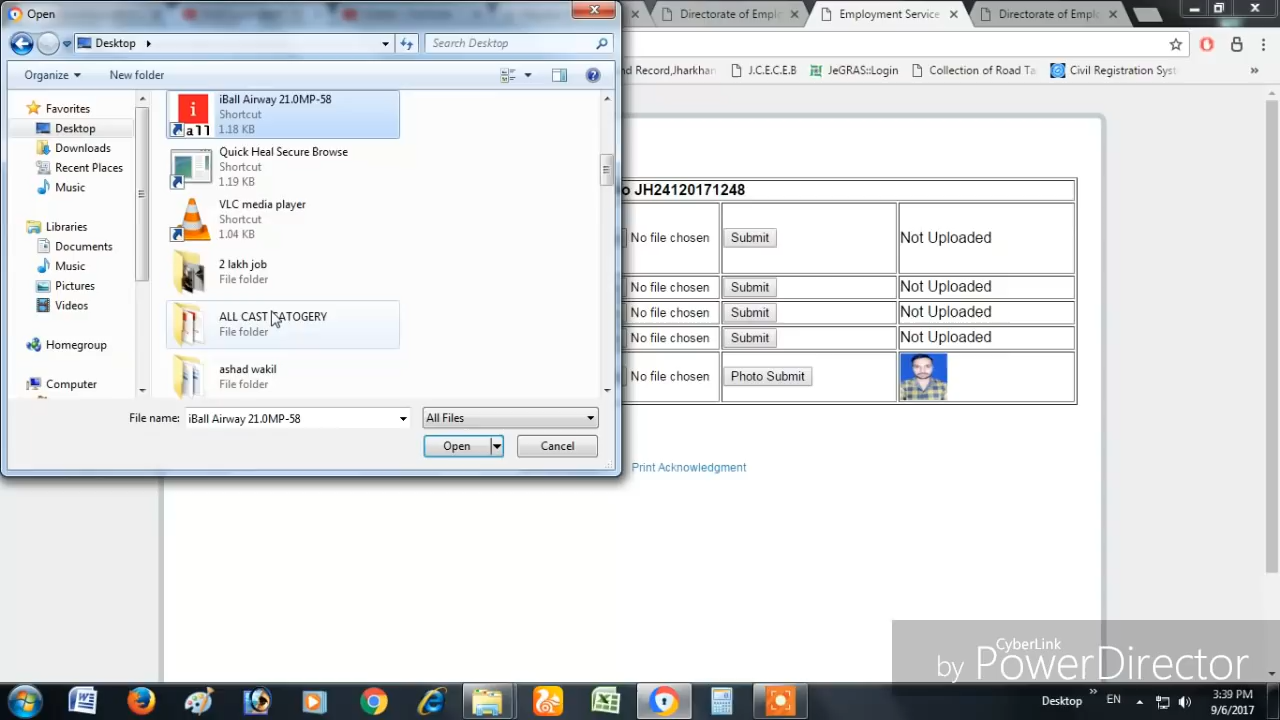 Open
Directorate of Empl
Employment Service
Directorate of Empl
Desktop
Search Desktop
nd Record,Jharkhan
J.C.E.C.E.B
JeGRAS::Login
Collection of Road Ta
Civil Registration Syst
»
Organize
New folder
Favorites
Desktop
Downloads
Recent Places
Music
Libraries
Documents
Music
Pictures
Videos
Homegroup
Computer
i
all
iBall Airway 21.0MP-58
Shortcut
1.18 KB
Quick Heal Secure Browse
Shortcut
1.19 KB
VLC media player
Shortcut
1.04 KB
2 lakh job
File folder
ALL CAST CATOGERY
File folder
ashad wakil
File folder
File name: iBall Airway 21.0MP-58
All Files
Open
Cancel
o JH24120171248
No file chosen Submit Not Uploaded
No file chosen Submit Not Uploaded
No file chosen Submit Not Uploaded
No file chosen Submit Not Uploaded
No file chosen Photo Submit
Print Acknowledgment
CyberLink
by PowerDirector
Desktop » EN
3:39 PM
9/6/2017